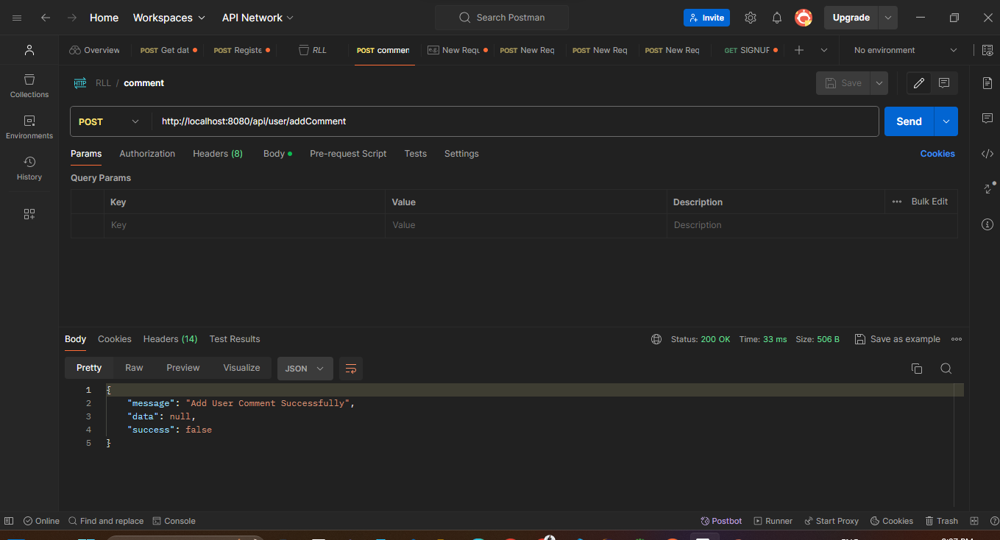 Home Workspaces API Network Search Postman Invite Upgrade
Overview POST Get dat POST Registe RLL POST commen e.g. New Requ POST New Req POST New Req POST New Req GET SIGNUP No environment
HTTP RLL / comment Save
Collections
POST http://localhost:8080/api/user/addComment Send
Environments
Params Authorization Headers (8) Body Pre-request Script Tests Settings Cookies
History
Query Params
Key Value Description Bulk Edit
Key Value Description
Body Cookies Headers (14) Test Results Status: 200 OK Time: 33 ms Size: 506 B Save as example
Pretty Raw Preview Visualize JSON
1 {
2 "message": "Add User Comment Successfully",
3 "data": null,
4 "success": false
5 }
Online Find and replace Console Postbot Runner Start Proxy Cookies Trash